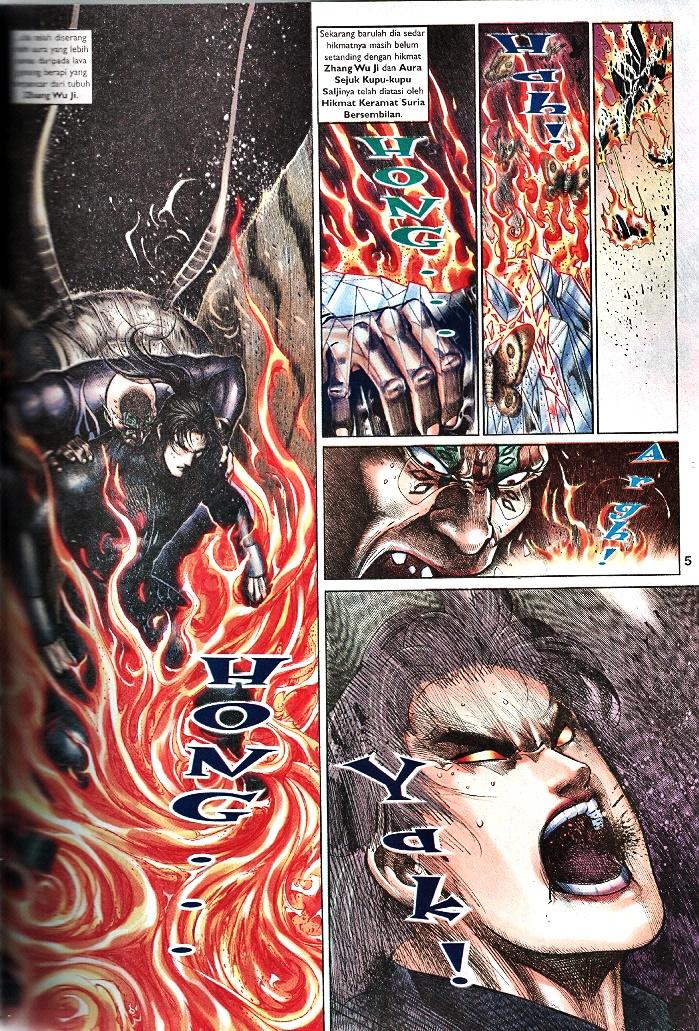 telah diserang
aura yang lebih
daripada lava
berapi yang
dari tubuh
Zhang Wu Ji.
Sekarang barulah dia sedar
hikmatnya masih belum
setanding dengan hikmat
Zhang Wu Ji dan Aura
Sejuk Kupu-kupu
Saljinya telah diatasi oleh
Hikmat Keramat Suria
Bersembilan.
HONG...
Uah!
Argh!
5
HONG...
Yak!